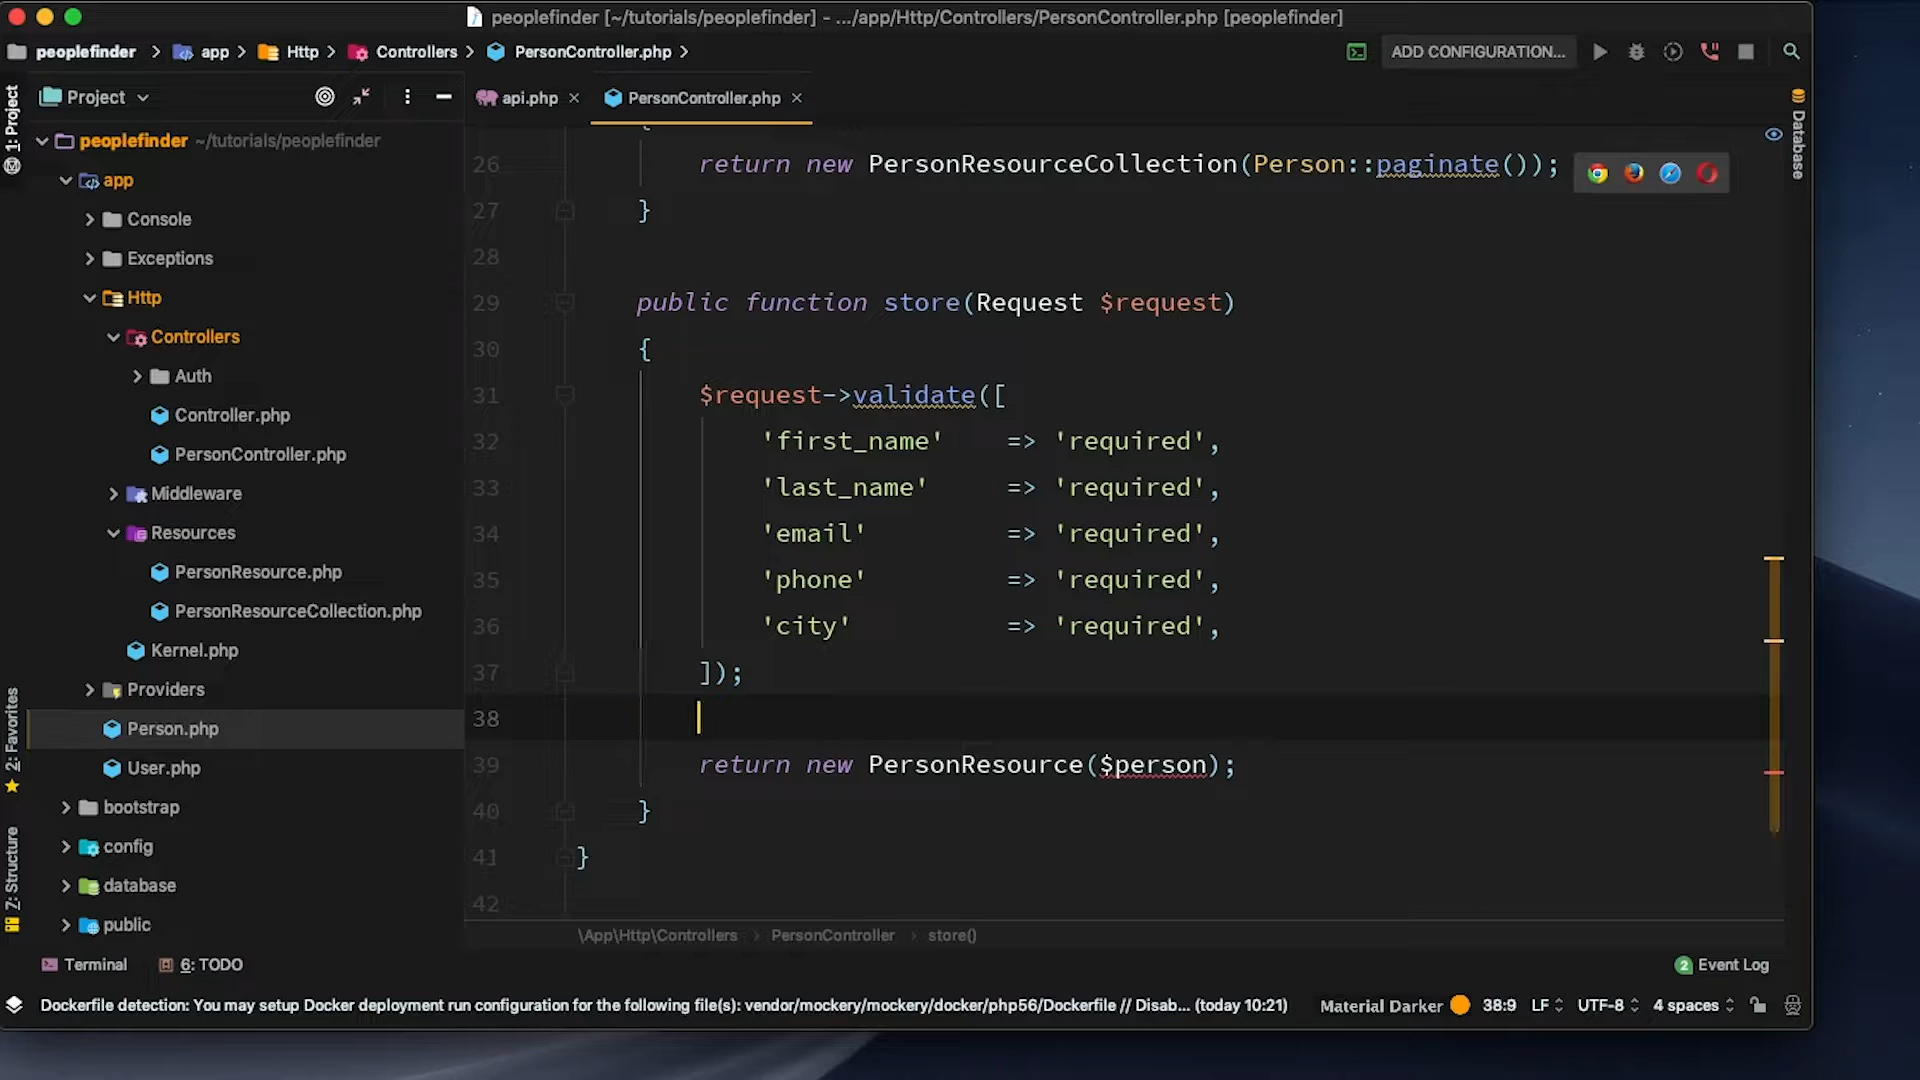 peoplefinder [~/tutorials/peoplefinder] - .../app/Http/Controllers/PersonController.php [peoplefinder]
peoplefinder app Http Controllers PersonController.php
ADD CONFIGURATION...
1: Project
Project
api.php
PersonController.php
Database
peoplefinder ~/tutorials/peoplefinder
app
Console
Exceptions
Http
Controllers
Auth
Controller.php
PersonController.php
Middleware
Resources
PersonResource.php
PersonResourceCollection.php
Kernel.php
Providers
Person.php
User.php
bootstrap
config
database
public
2: Favorites
7: Structure
{
26 return new PersonResourceCollection(Person::paginate());
27 }
28
29 public function store(Request $request)
30 {
31 $request->validate([
32 'first_name' => 'required',
33 'last_name' => 'required',
34 'email' => 'required',
35 'phone' => 'required',
36 'city' => 'required',
37 ]);
38
39 return new PersonResource($person);
40 }
41 }
42
\App\Http\Controllers PersonController store()
Terminal
6: TODO
2 Event Log
Dockerfile detection: You may setup Docker deployment run configuration for the following file(s): vendor/mockery/mockery/docker/php56/Dockerfile // Disab... (today 10:21)
Material Darker 38:9 LF UTF-8 4 spaces